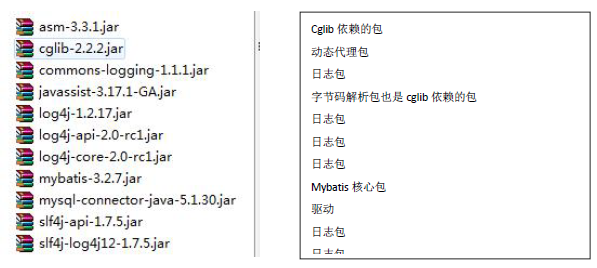 asm-3.3.1.jar
cglib-2.2.2.jar
commons-logging-1.1.1.jar
javassist-3.17.1-GA.jar
log4j-1.2.17.jar
log4j-api-2.0-rc1.jar
log4j-core-2.0-rc1.jar
mybatis-3.2.7.jar
mysql-connector-java-5.1.30.jar
slf4j-api-1.7.5.jar
slf4j-log4j12-1.7.5.jar
Cglib 依赖的包
动态代理包
日志包
字节码解析包也是 cglib 依赖的包
日志包
日志包
日志包
Mybatis 核心包
驱动
日志包
日志包